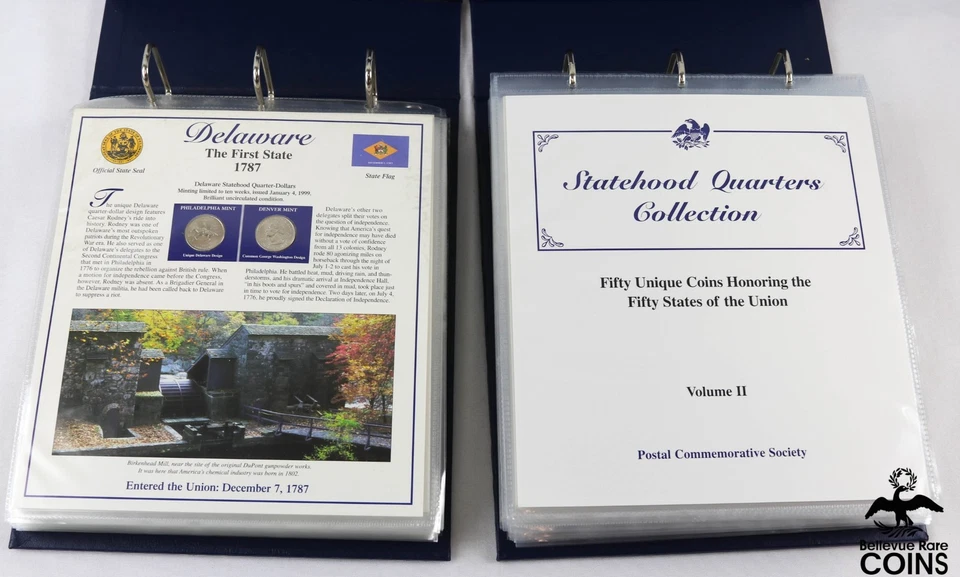 Delaware
The First State
1787
Official State Seal
State Flag
Delaware Statehood Quarter-Dollars
Minting limited to ten weeks, issued January 4, 1999.
Brilliant uncirculated condition.
PHILADELPHIA MINT
DENVER MINT
Unique Delaware Design
Common George Washington Design
The unique Delaware
quarter-dollar design features
Caesar Rodney's ride into
history. Rodney was one of
Delaware's most outspoken
patriots during the Revolutionary
War era. He also served as one
of Delaware's delegates to the
Second Continental Congress
that met in Philadelphia in
1776 to organize the rebellion against British rule. When
a motion for independence came before the Congress,
however, Rodney was absent. As a Brigadier General in
the Delaware militia, he had been called back to Delaware
to suppress a riot.
Delaware's other two
delegates split their votes on
the question of independence.
Knowing that America's quest
for independence may have died
without a vote of confidence
from all 13 colonies, Rodney
rode 80 agonizing miles on
horseback through the night of
July 1-2 to cast his vote in
Philadelphia. He battled heat, mud, driving rain, and thun-
derstorms, and his dramatic arrival at Independence Hall,
"in his boots and spurs" and covered in mud, took place just
in time to vote for independence. Two days later, on July 4,
1776, he proudly signed the Declaration of Independence.
Birkenhead Mill, near the site of the original DuPont gunpowder works.
It was here that America's chemical industry was born in 1802.
Entered the Union: December 7, 1787
Statehood Quarters
Collection
Fifty Unique Coins Honoring the
Fifty States of the Union
Volume II
Postal Commemorative Society
Bellevue Rare
COINS